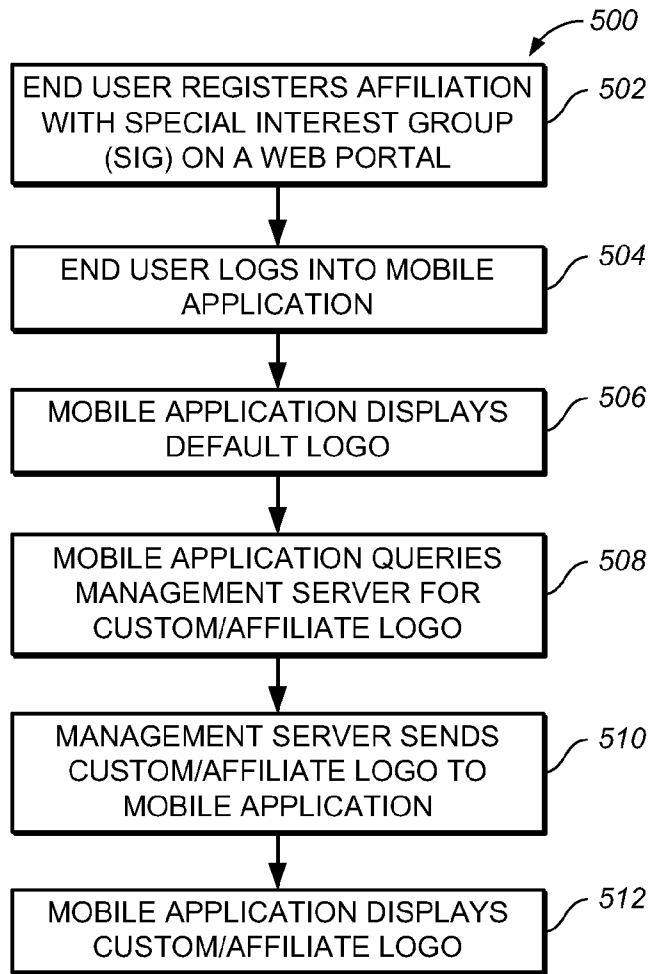 500
END USER REGISTERS AFFILIATION
WITH SPECIAL INTEREST GROUP
(SIG) ON A WEB PORTAL
502
END USER LOGS INTO MOBILE
APPLICATION
504
MOBILE APPLICATION DISPLAYS
DEFAULT LOGO
506
MOBILE APPLICATION QUERIES
MANAGEMENT SERVER FOR
CUSTOM/AFFILIATE LOGO
508
MANAGEMENT SERVER SENDS
CUSTOM/AFFILIATE LOGO TO
MOBILE APPLICATION
510
MOBILE APPLICATION DISPLAYS
CUSTOM/AFFILIATE LOGO
512